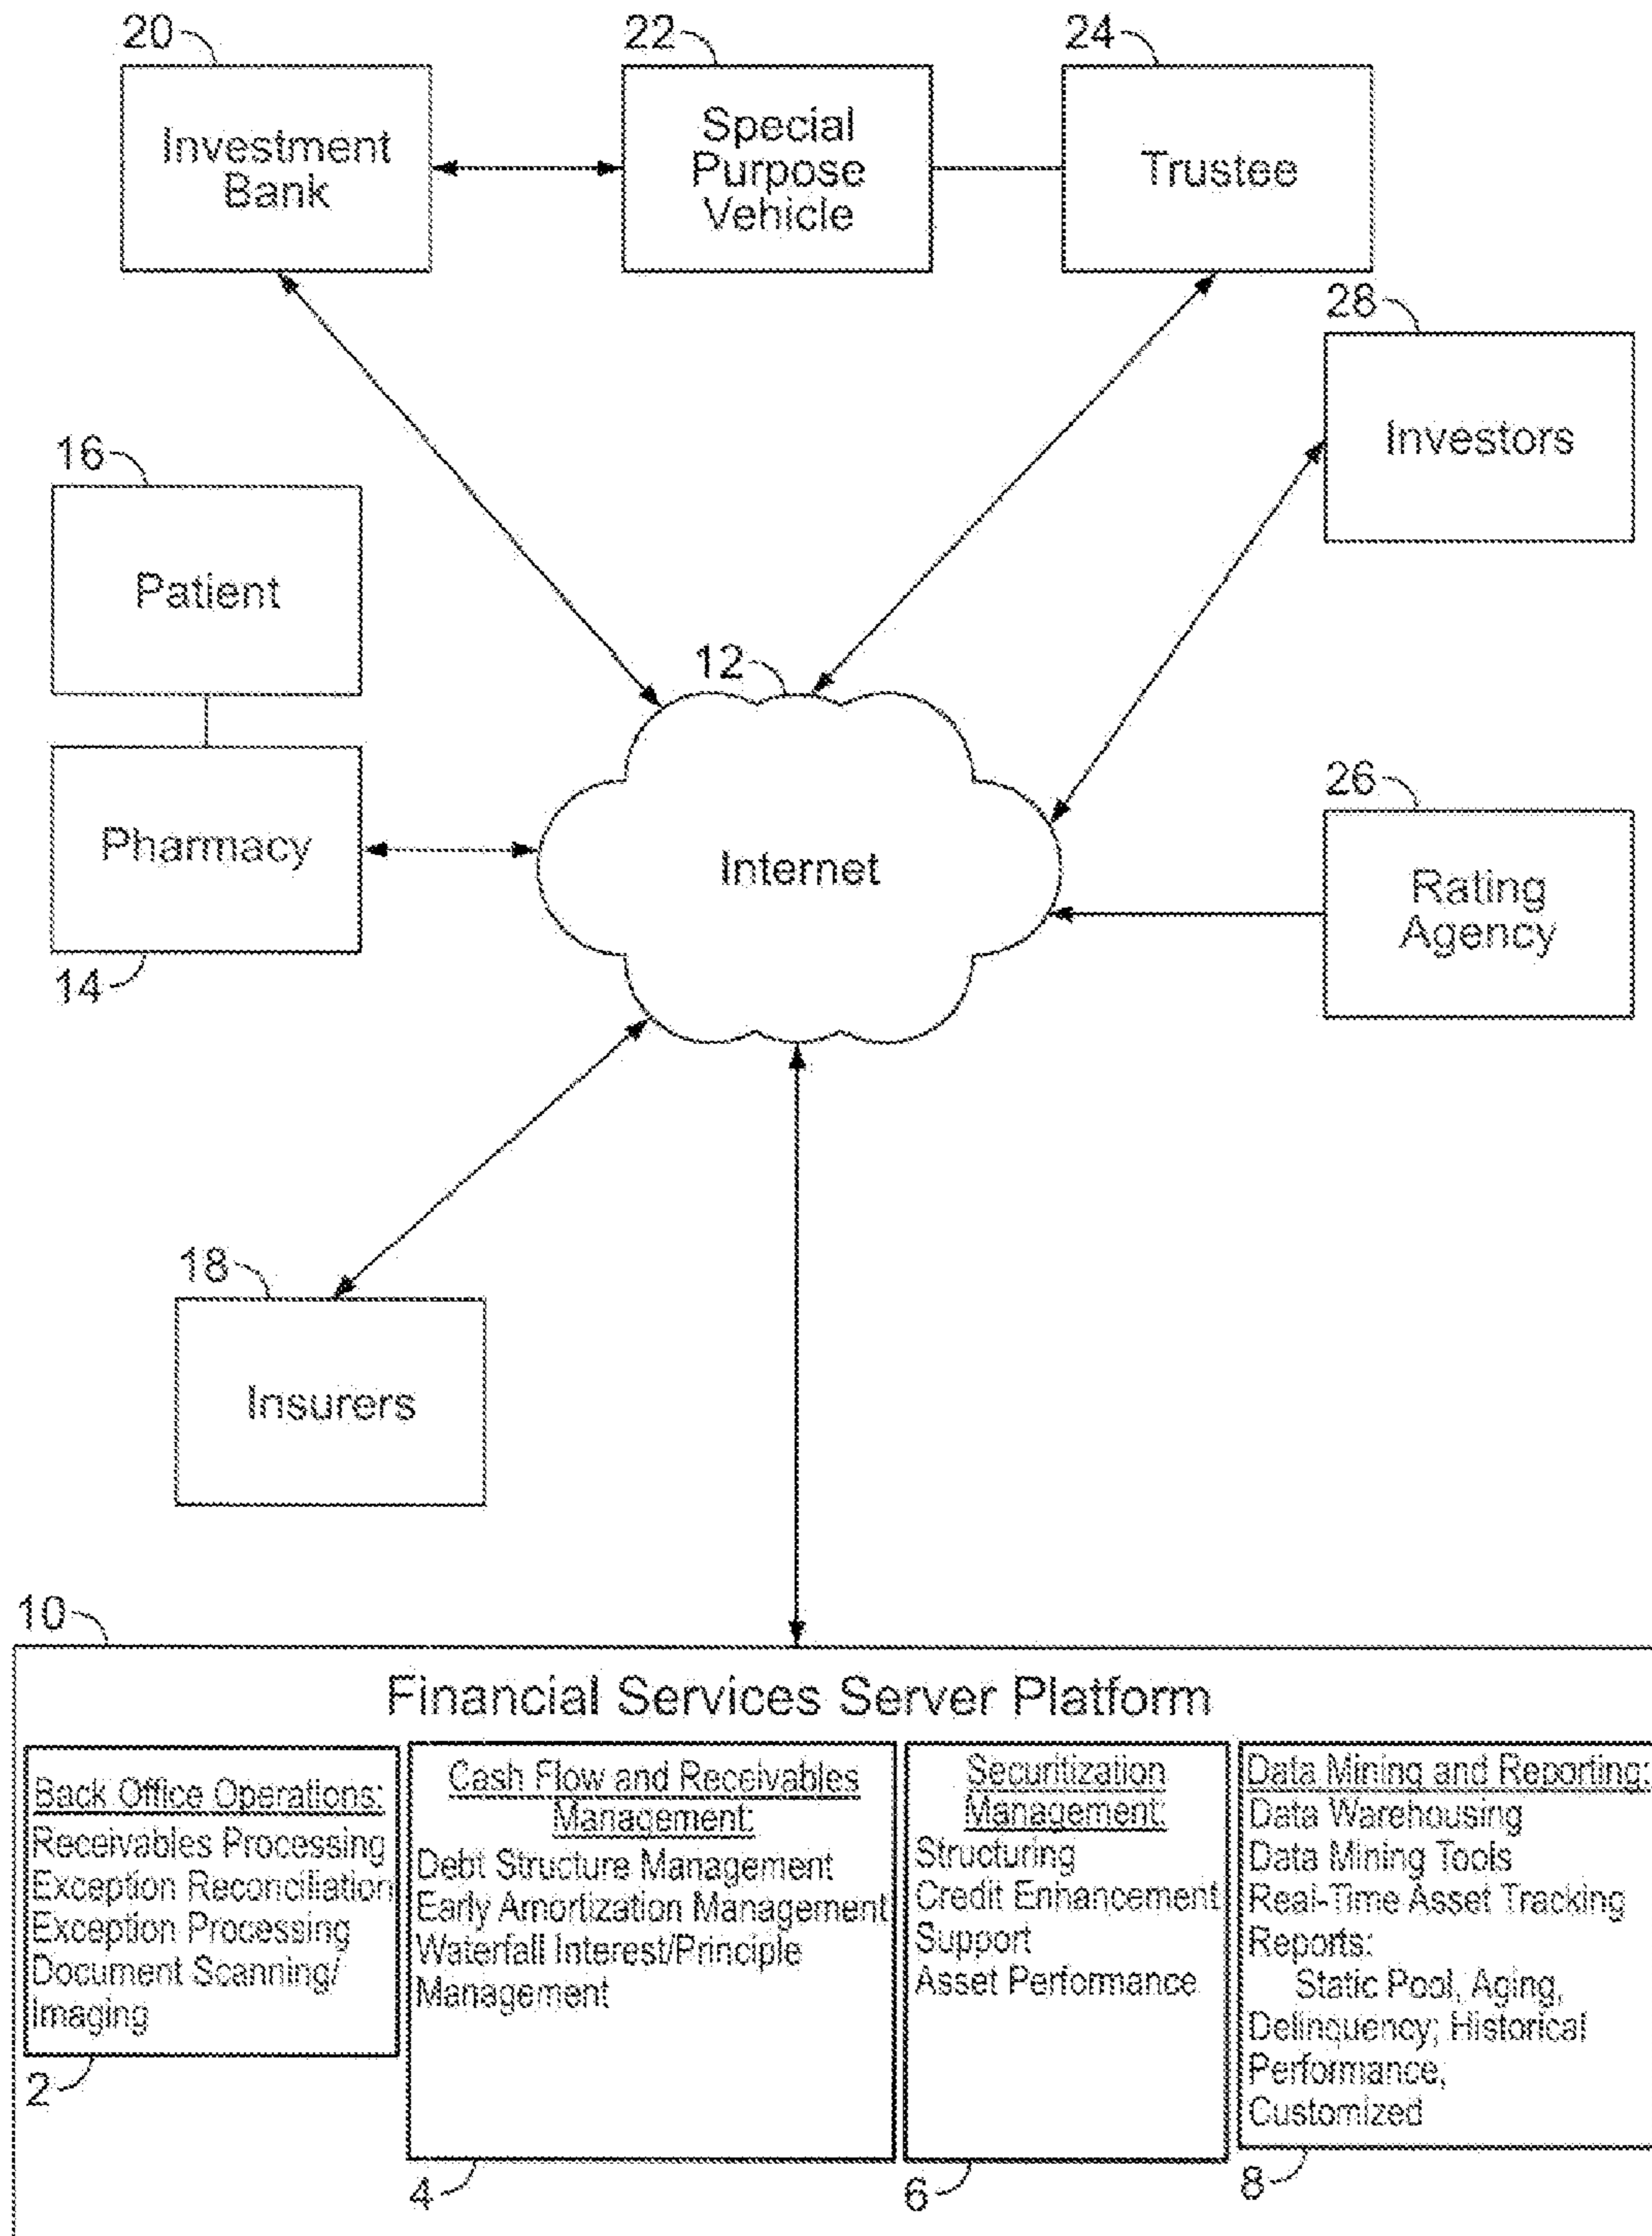 20
22
24
Investment
Bank
Special
Purpose
Vehicle
Trustee
28
Investors
16
Patient
12
Internet
Pharmacy
14
26
Rating
Agency
18
Insurers
10
Financial Services Server Platform
Back Office Operations:
Receivables Processing
Exception Reconciliation
Exception Processing
Document Scanning/
Imaging
2
Cash Flow and Receivables
Management:
Debt Structure Management
Early Amortization Management
Waterfall Interest/Principle
Management
4
Securitization
Management:
Structuring
Credit Enhancement
Support
Asset Performance
6
Data Mining and Reporting:
Data Warehousing
Data Mining Tools
Real-Time Asset Tracking
Reports:
Static Pool, Aging,
Delinquency; Historical
Performance;
Customized
8